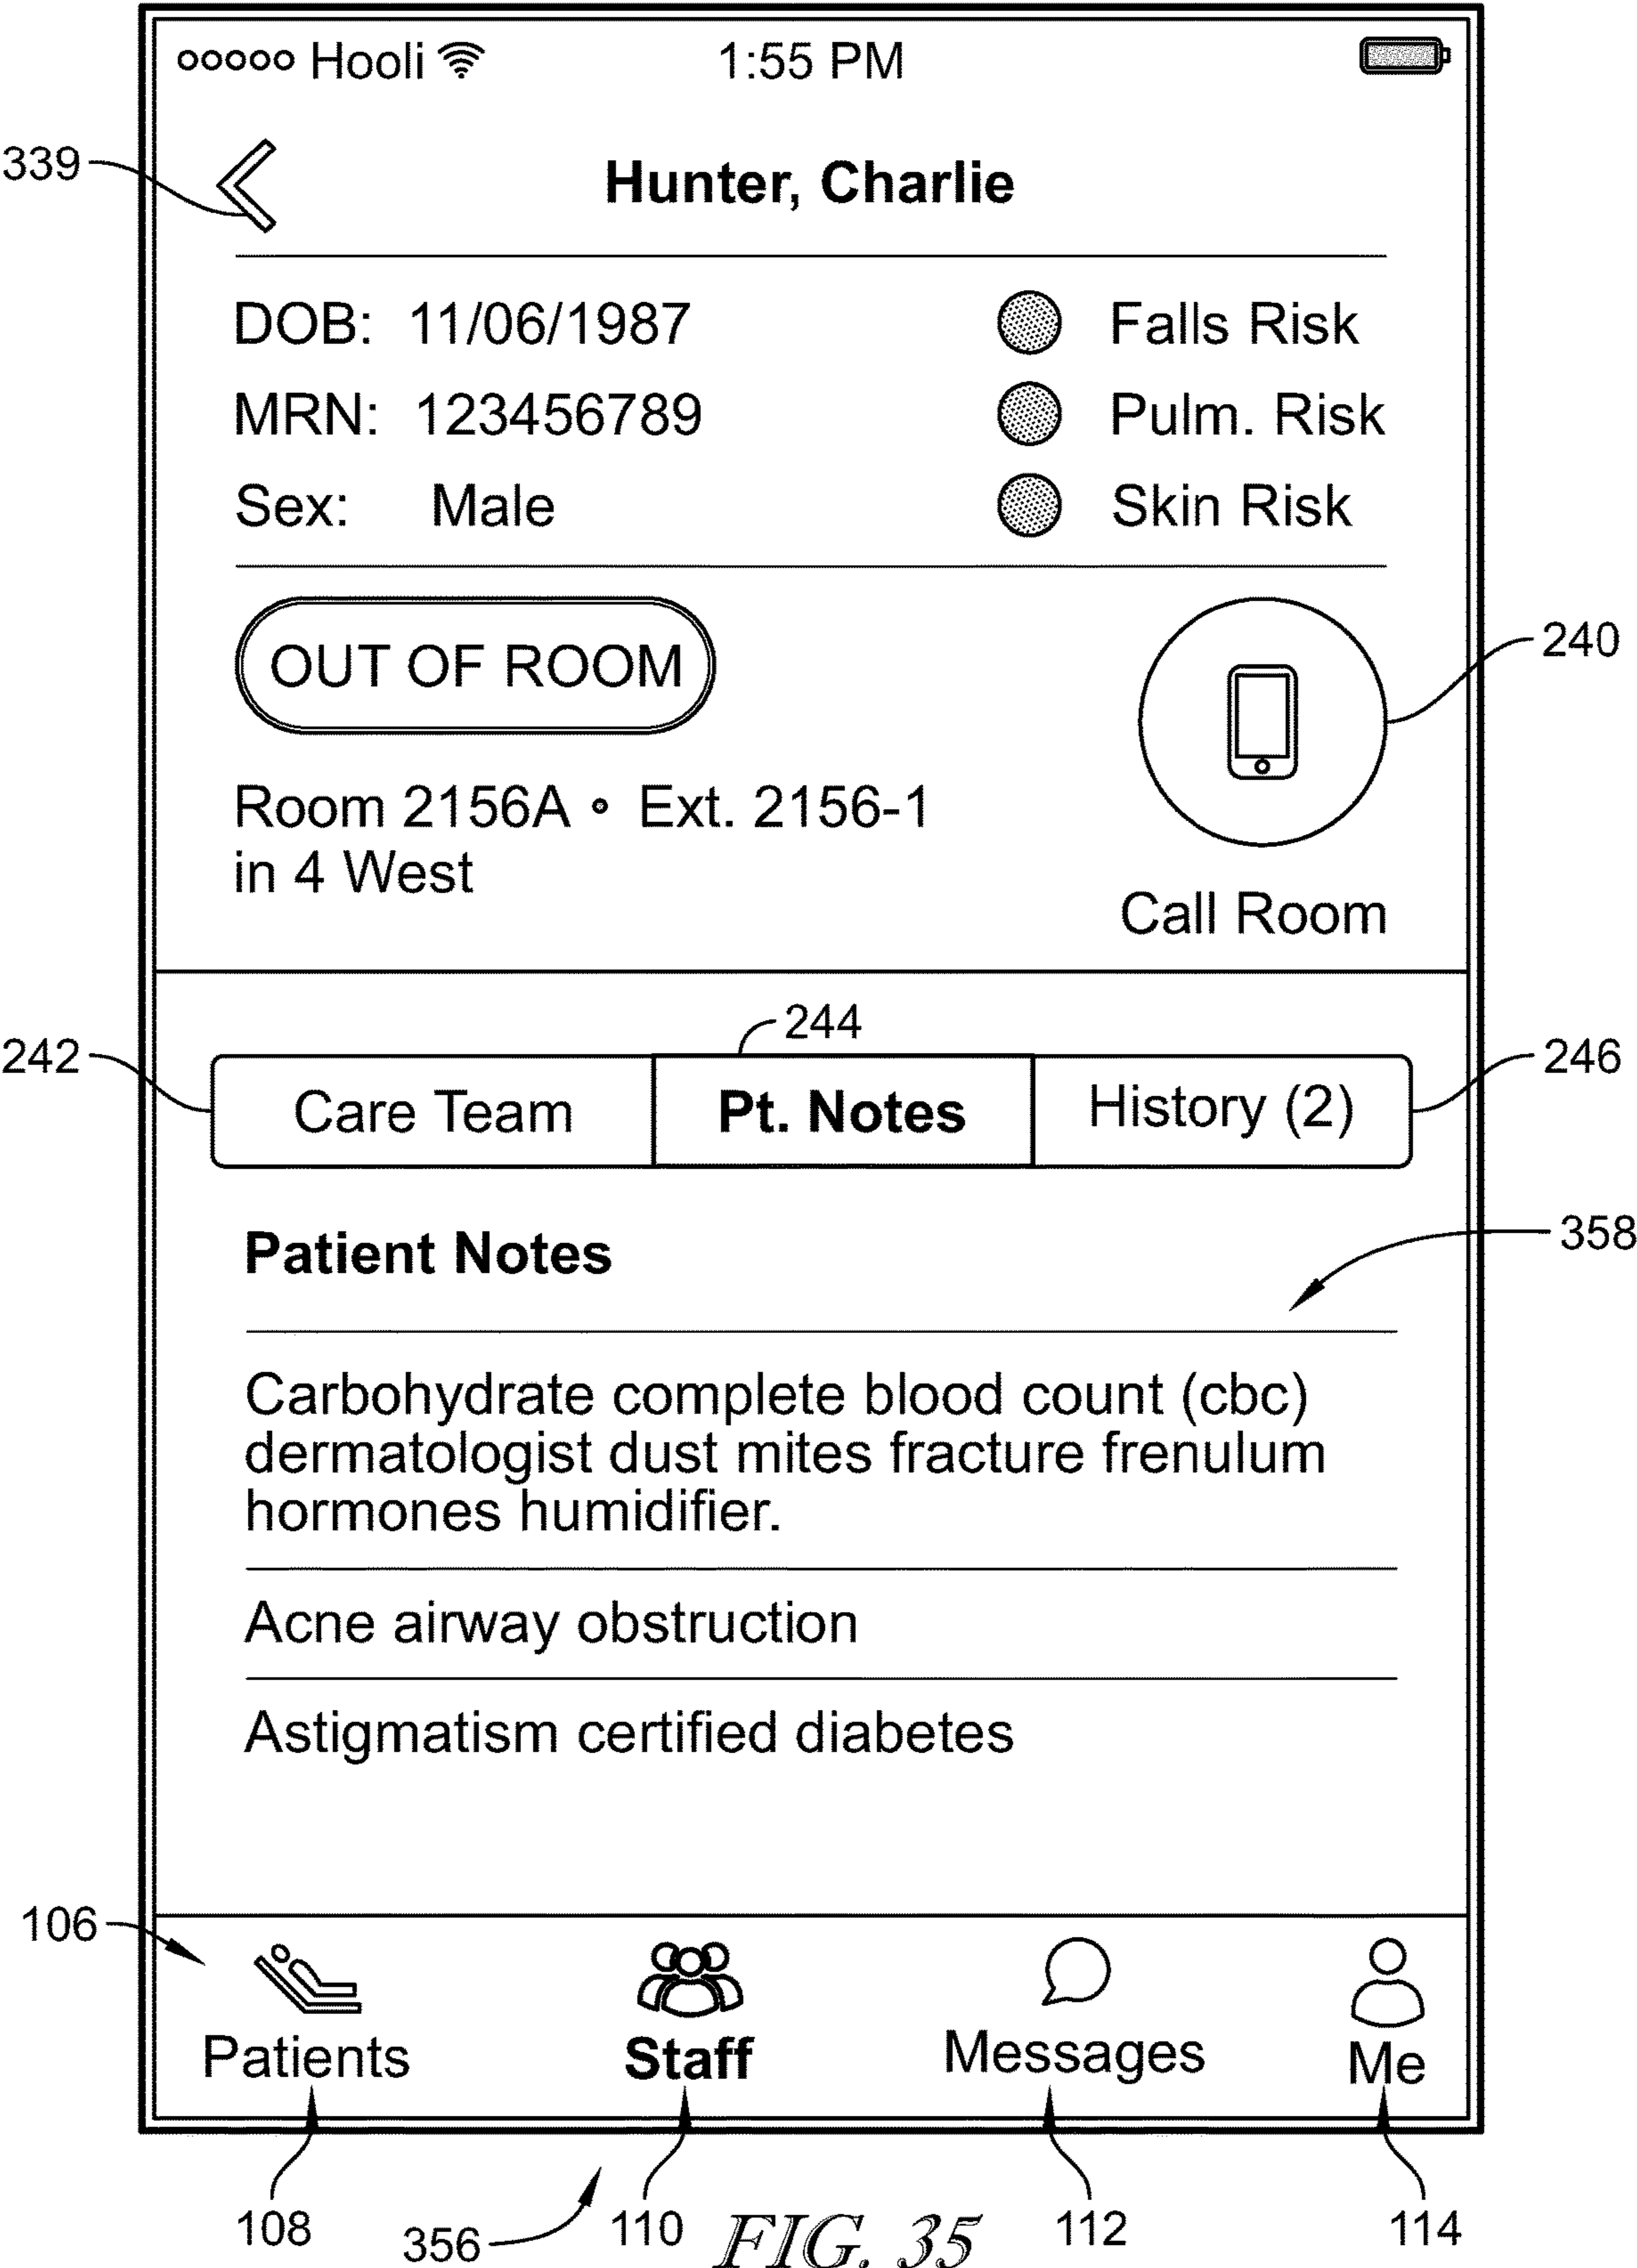 ooooo Hooli 1:55 PM
339
Hunter, Charlie
DOB: 11/06/1987 Falls Risk
MRN: 123456789 Pulm. Risk
Sex: Male Skin Risk
OUT OF ROOM
240
Room 2156A • Ext. 2156-1
in 4 West
Call Room
244
242
246
Care Team Pt. Notes History (2)
358
Patient Notes
Carbohydrate complete blood count (cbc)
dermatologist dust mites fracture frenulum
hormones humidifier.
Acne airway obstruction
Astigmatism certified diabetes
106
Patients Staff Messages Me
108 356 110 112 114
FIG. 35